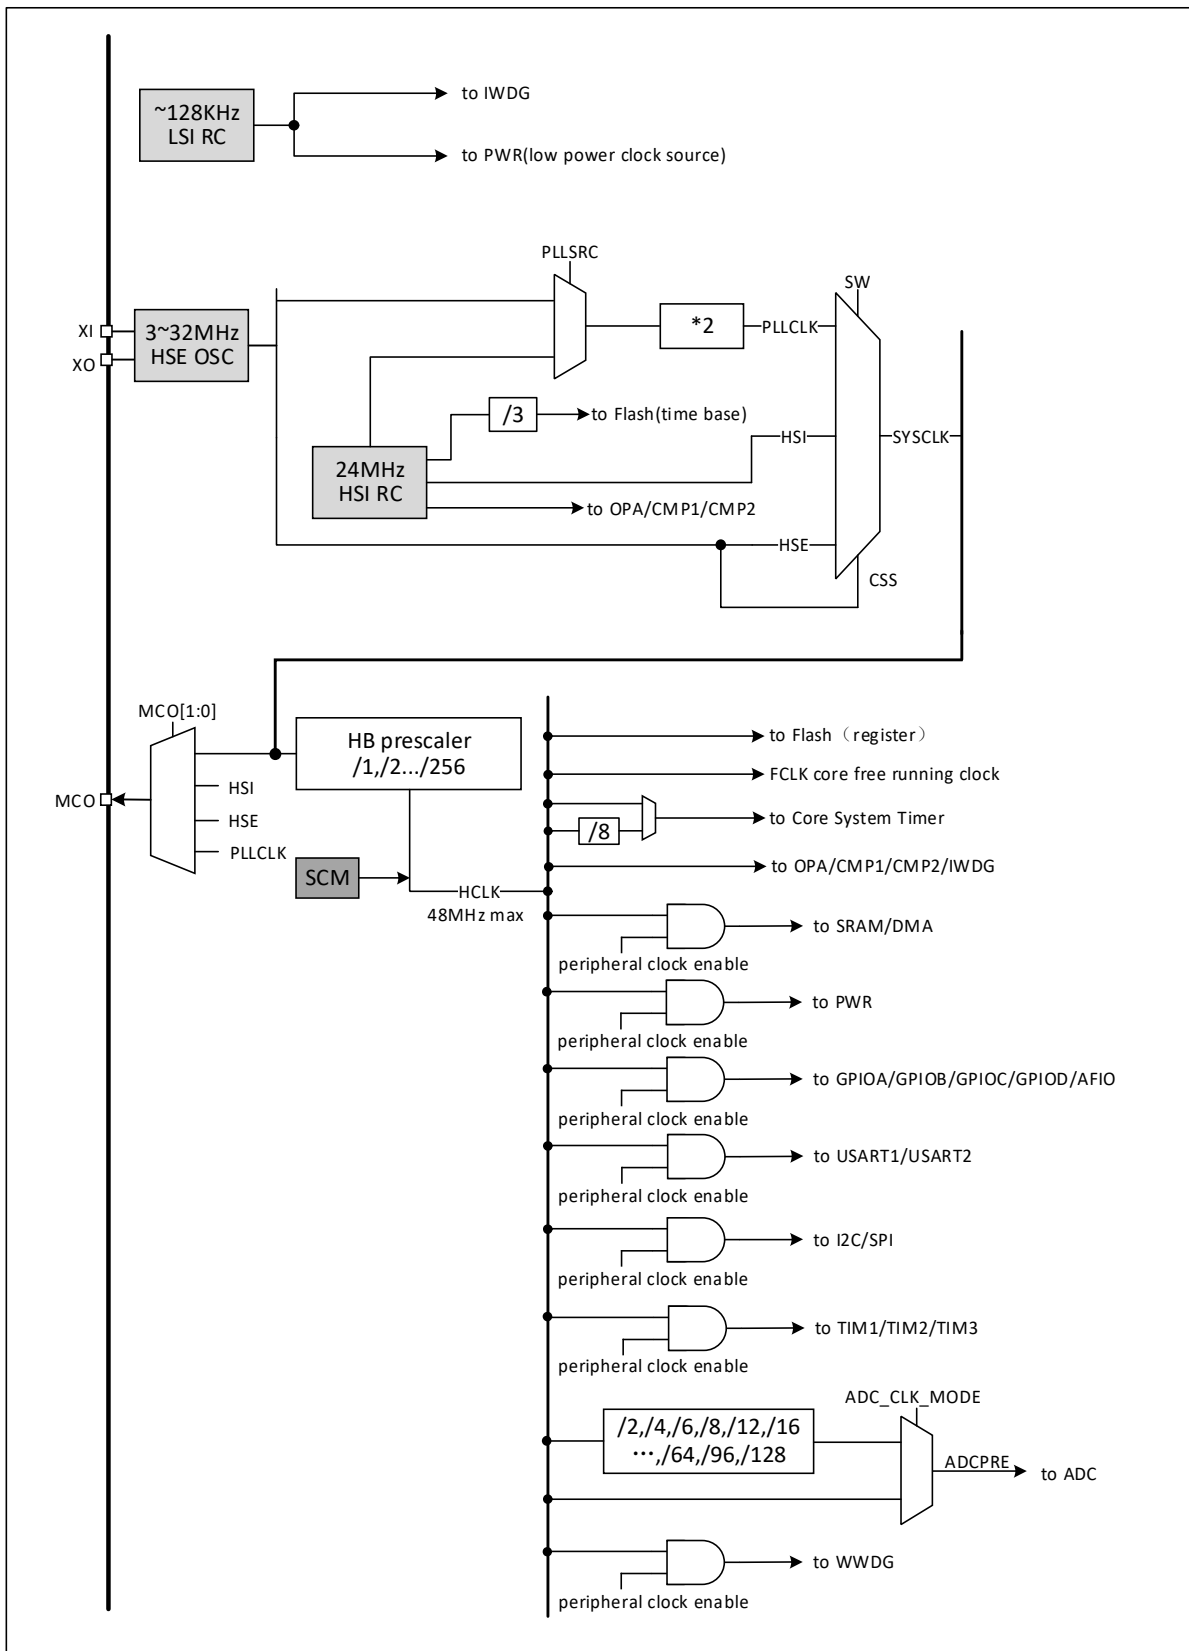 to IWDG
~128KHz
LSI RC
to PWR(low power clock source)
PLLSRC
SW
XI
XO
3~32MHz
HSE OSC
*2
PLLCLK
/3
to Flash(time base)
HSI
SYSCLK
24MHz
HSI RC
to OPA/CMP1/CMP2
HSE
CSS
MCO[1:0]
HB prescaler
/1,/2.../256
HSI
MCO
HSE
PLLCLK
SCM
HCLK
48MHz max
to Flash（register）
FCLK core free running clock
to Core System Timer
/8
to OPA/CMP1/CMP2/IWDG
to SRAM/DMA
peripheral clock enable
to PWR
peripheral clock enable
to GPIOA/GPIOB/GPIOC/GPIOD/AFIO
peripheral clock enable
to USART1/USART2
peripheral clock enable
to I2C/SPI
peripheral clock enable
to TIM1/TIM2/TIM3
peripheral clock enable
ADC_CLK_MODE
/2,/4,/6,/8,/12,/16
…,/64,/96,/128
ADCPRE
to ADC
to WWDG
peripheral clock enable